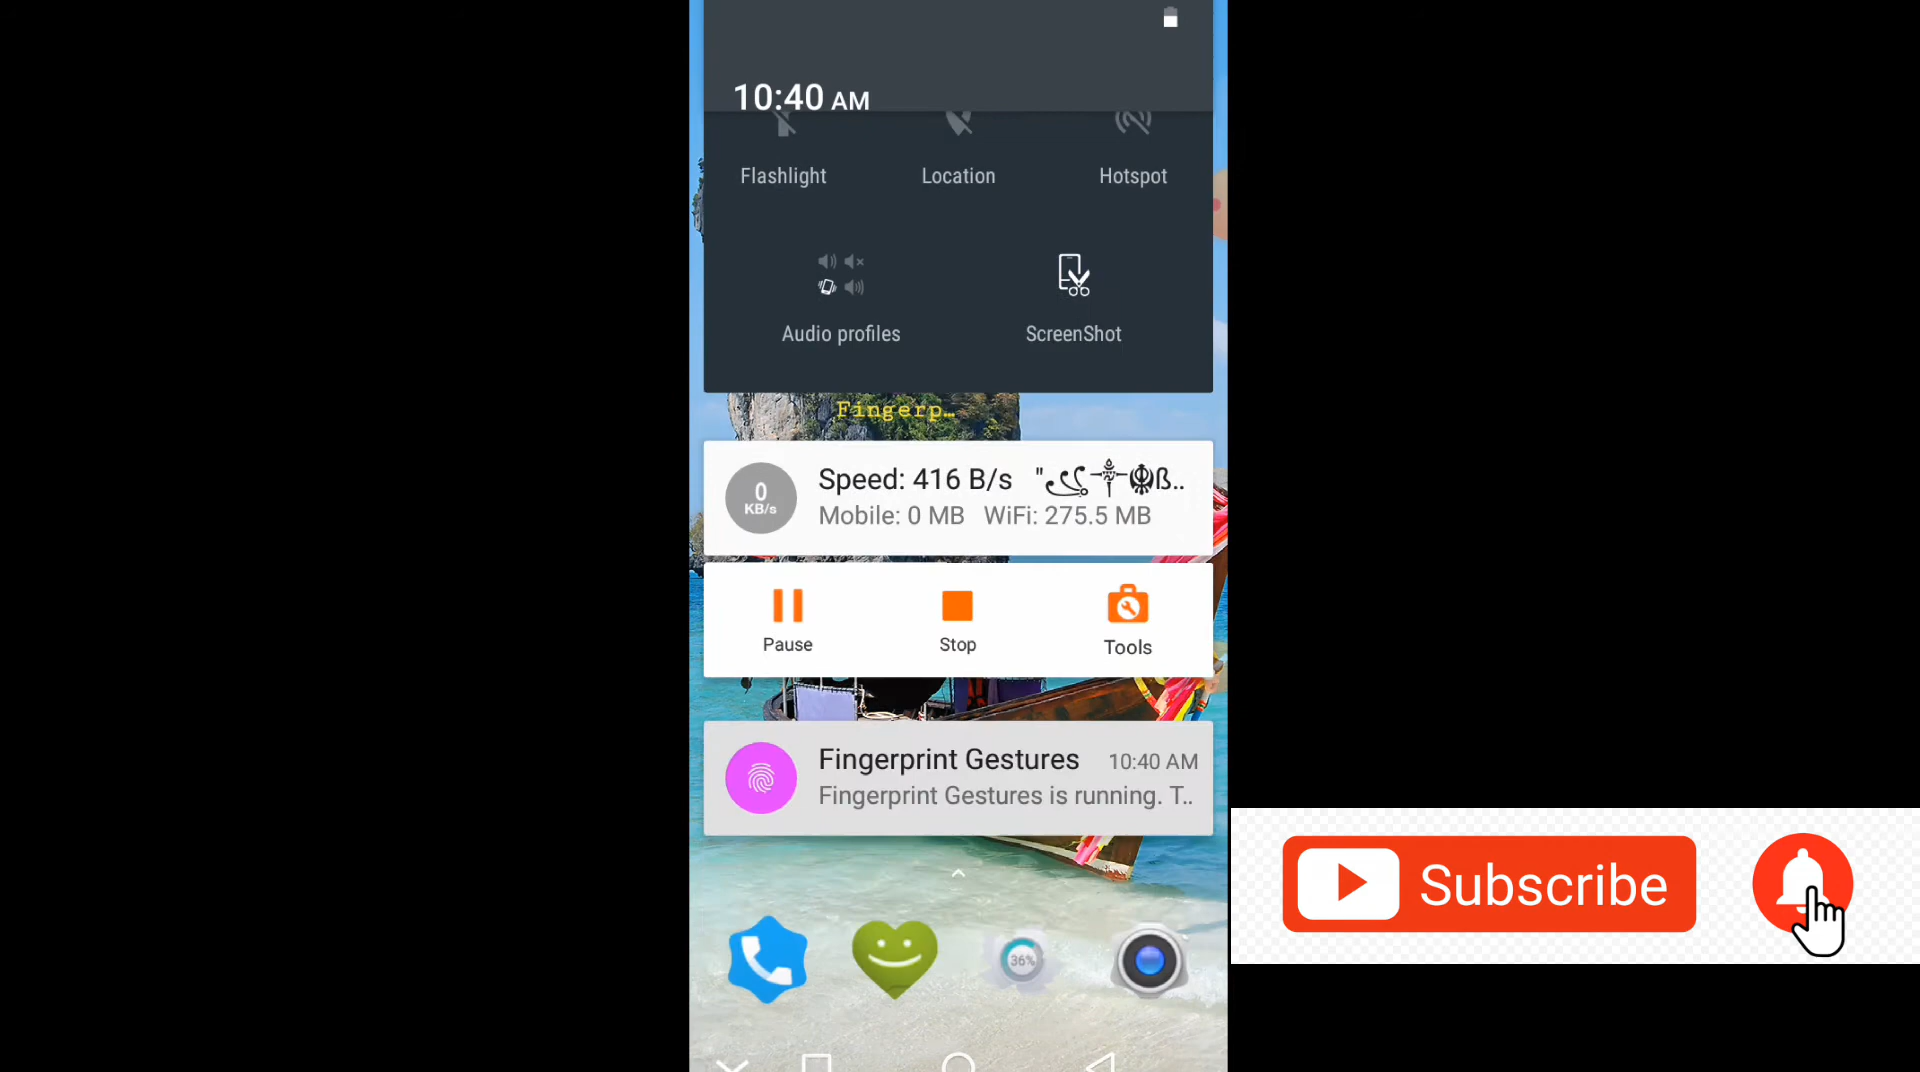 10:40 AM
Flashlight
Location
Hotspot
Audio profiles
ScreenShot
Fingerp…
0
KB/s
Speed: 416 B/s
Mobile: 0 MB WiFi: 275.5 MB
Pause
Stop
Tools
Fingerprint Gestures 10:40 AM
Fingerprint Gestures is running. T..
36%
Subscribe